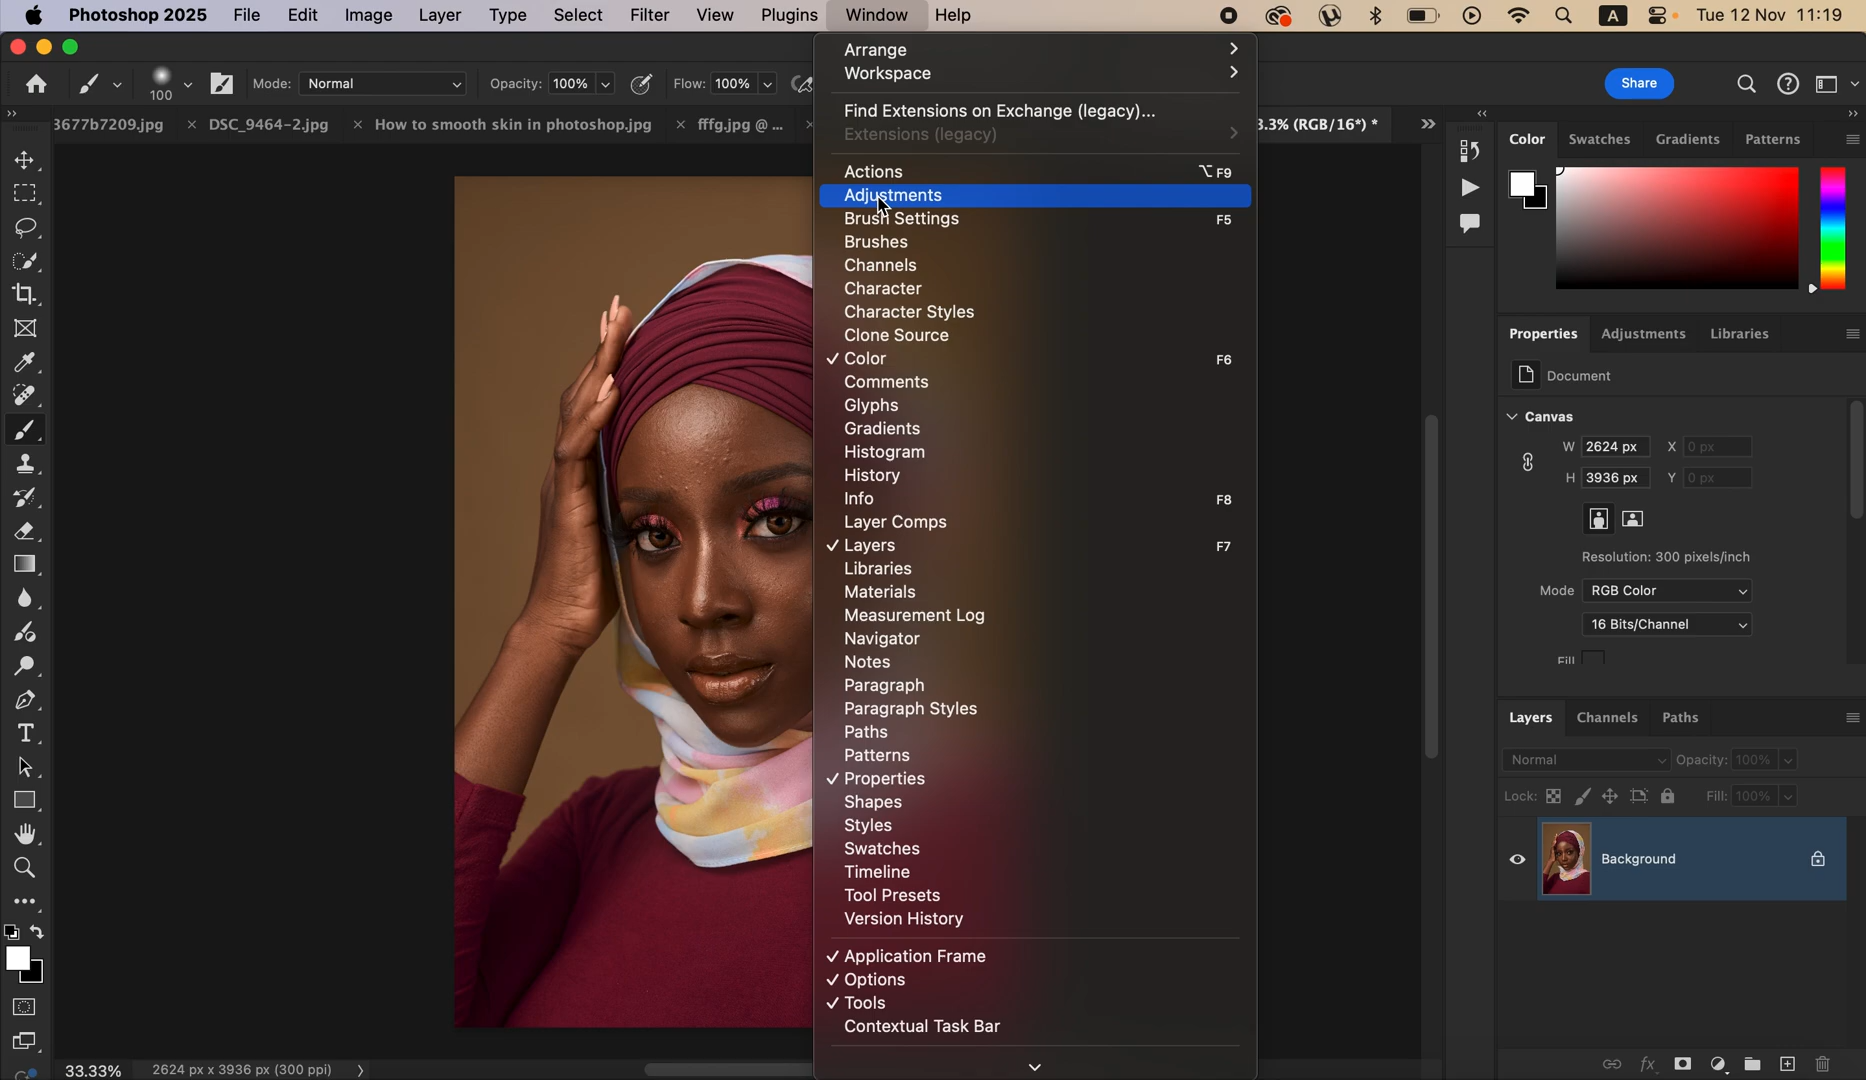 Photoshop 2025 File Edit Image Layer Type Select Filter View Plugins Window Help A Tue 12 Nov 11:19
100 Mode: Normal Opacity: 100% Flow: 100% Share
3677b7209.jpg × DSC_9464-2.jpg × How to smooth skin in photoshop.jpg × fffg.jpg @ ... × 3.3% (RGB/16*) *
Arrange
Workspace
Find Extensions on Exchange (legacy)...
Extensions (legacy)
Actions ⌥F9
Adjustments
Brush Settings F5
Brushes
Channels
Character
Character Styles
Clone Source
✓ Color F6
Comments
Glyphs
Gradients
Histogram
History
Info F8
Layer Comps
✓ Layers F7
Libraries
Materials
Measurement Log
Navigator
Notes
Paragraph
Paragraph Styles
Paths
Patterns
✓ Properties
Shapes
Styles
Swatches
Timeline
Tool Presets
Version History
✓ Application Frame
✓ Options
✓ Tools
Contextual Task Bar
Color Swatches Gradients Patterns
Properties Adjustments Libraries
Document
Canvas
W 2624 px X 0 px
H 3936 px Y 0 px
Resolution: 300 pixels/inch
Mode RGB Color
16 Bits/Channel
Fill
Layers Channels Paths
Normal Opacity: 100%
Lock: Fill: 100%
Background
33.33% 2624 px x 3936 px (300 ppi)